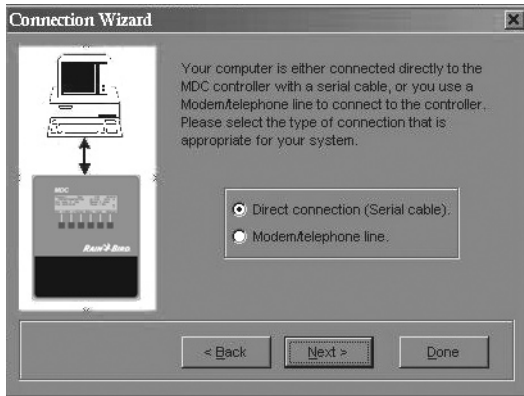 Connection Wizard
Your computer is either connected directly to the
MDC controller with a serial cable, or you use a
Modem/telephone line to connect to the controller.
Please select the type of connection that is
appropriate for your system.
MDC
RAIN BIRD
Direct connection (Serial cable).
Modem/telephone line.
< Back
Next >
Done